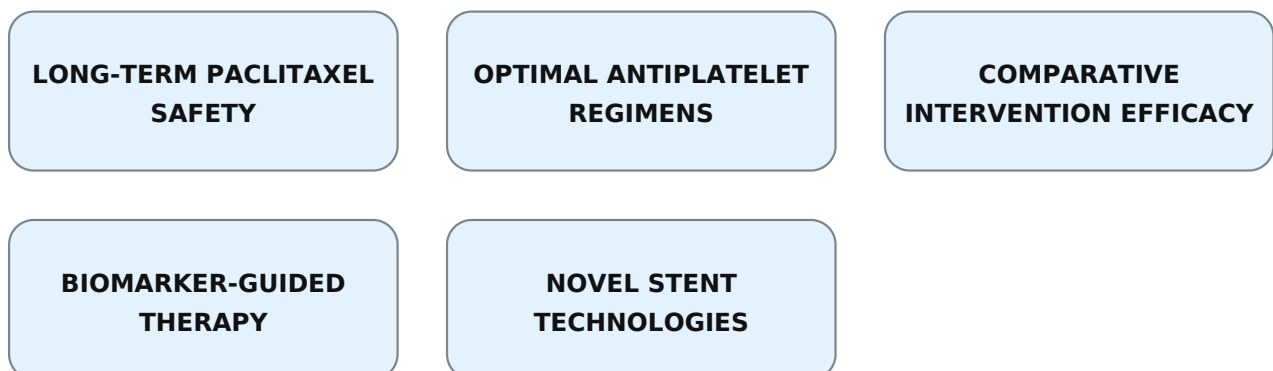 LONG-TERM PACLITAXEL
SAFETY
OPTIMAL ANTIPLATELET
REGIMENS
COMPARATIVE
INTERVENTION EFFICACY
BIOMARKER-GUIDED
THERAPY
NOVEL STENT
TECHNOLOGIES